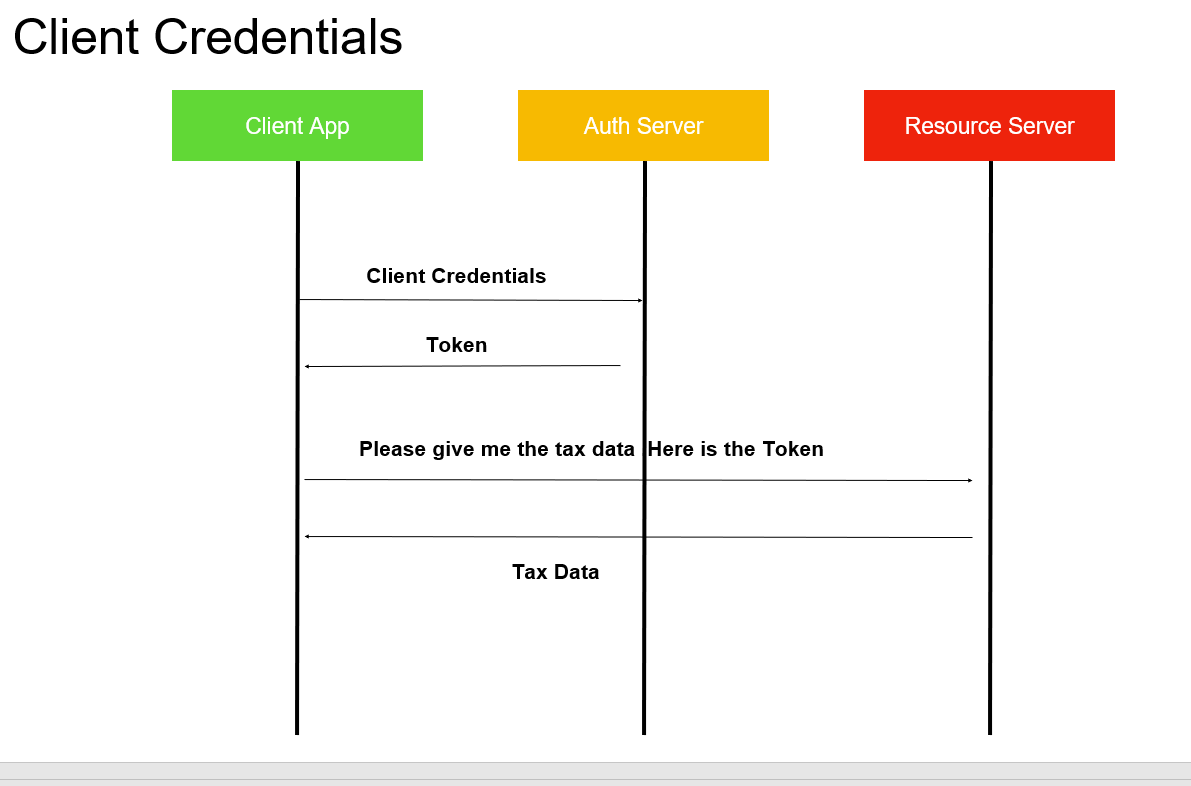 Client Credentials
Client App
Auth Server
Resource Server
Client Credentials
Token
Please give me the tax data .Here is the Token
Tax Data